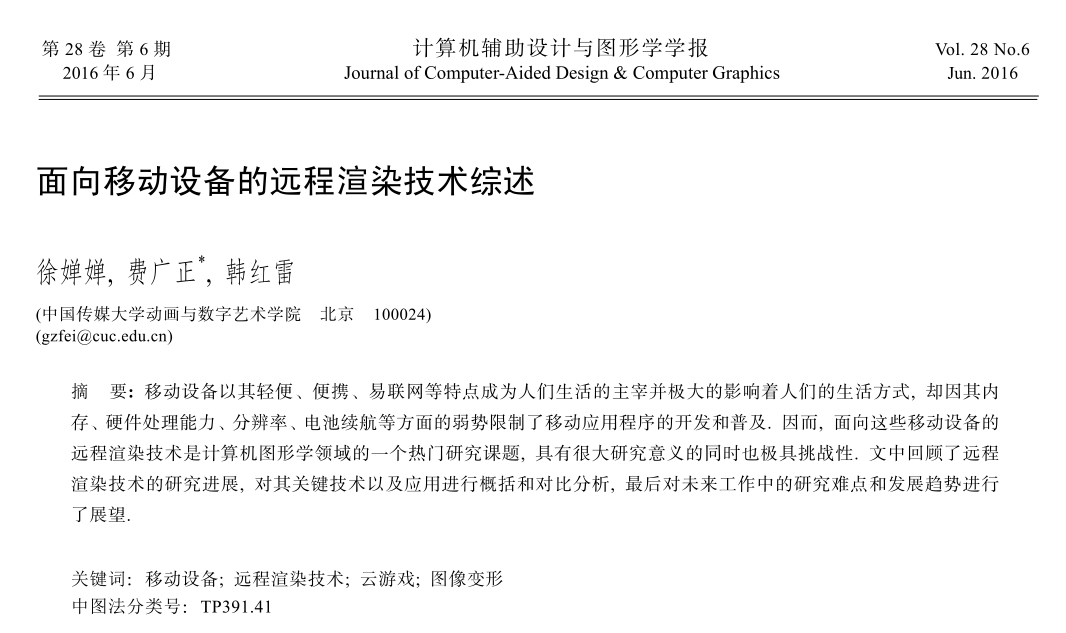 第 28 卷 第 6 期 计算机辅助设计与图形学学报 Vol. 28 No.6
2016 年 6 月 Journal of Computer-Aided Design & Computer Graphics Jun. 2016
面向移动设备的远程渲染技术综述
徐婵婵, 费广正*, 韩红雷
(中国传媒大学动画与数字艺术学院 北京 100024)
(gzfei@cuc.edu.cn)
摘 要: 移动设备以其轻便、便携、易联网等特点成为人们生活的主宰并极大的影响着人们的生活方式, 却因其内
存、硬件处理能力、分辨率、电池续航等方面的弱势限制了移动应用程序的开发和普及. 因而, 面向这些移动设备的
远程渲染技术是计算机图形学领域的一个热门研究课题, 具有很大研究意义的同时也极具挑战性. 文中回顾了远程
渲染技术的研究进展, 对其关键技术以及应用进行概括和对比分析, 最后对未来工作中的研究难点和发展趋势进行
了展望.
关键词: 移动设备; 远程渲染技术; 云游戏; 图像变形
中图法分类号: TP391.41